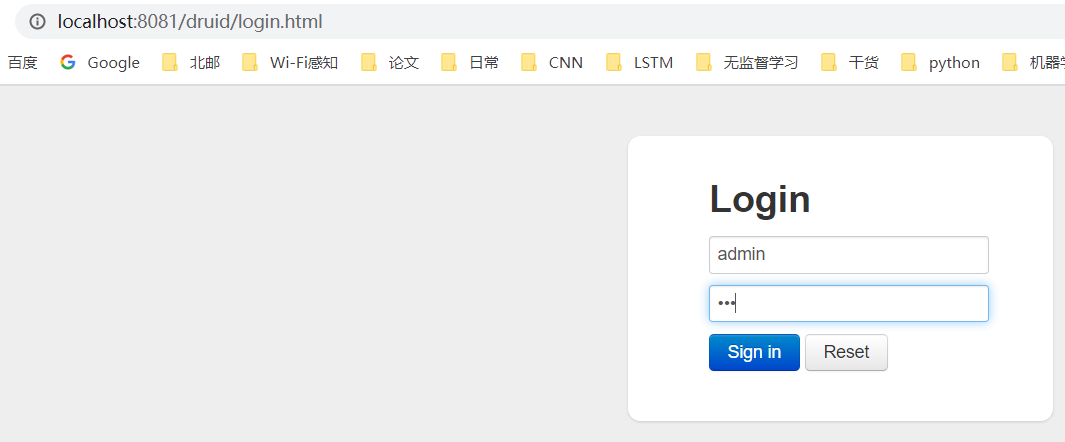 localhost:8081/druid/login.html
百度 Google 北邮 Wi-Fi感知 论文 日常 CNN LSTM 无监督学习 干货 python 机器学
Login
admin
•••
Sign in Reset